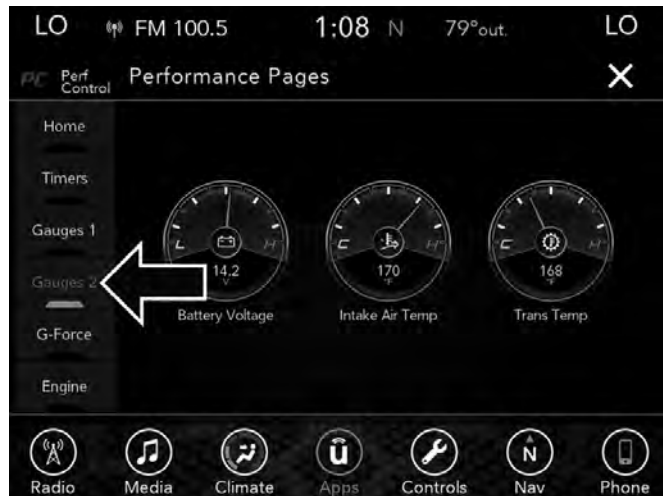 LO FM 100.5 1:08 N 79°out. LO
PC Perf Control Performance Pages X
Home
Timers
Gauges 1
Gauges 2
G-Force
Engine
L H
14.2
V
Battery Voltage
C H
170
°F
Intake Air Temp
C H
168
°F
Trans Temp
Radio Media Climate Apps Controls Nav Phone
û N